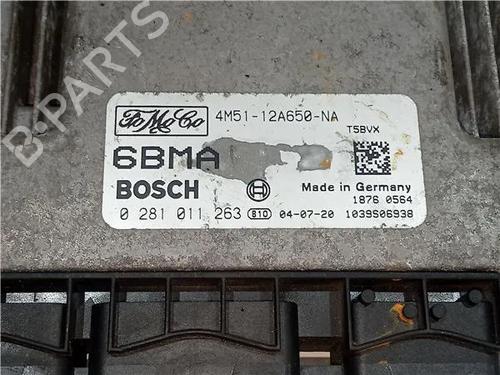 FoMoCo 4M51-12A650-NA
T5BVX
6BMA
BOSCH
Made in Germany
1876 0564
0 281 011 263 810 04-07-20 1039S06938
B-PARTS